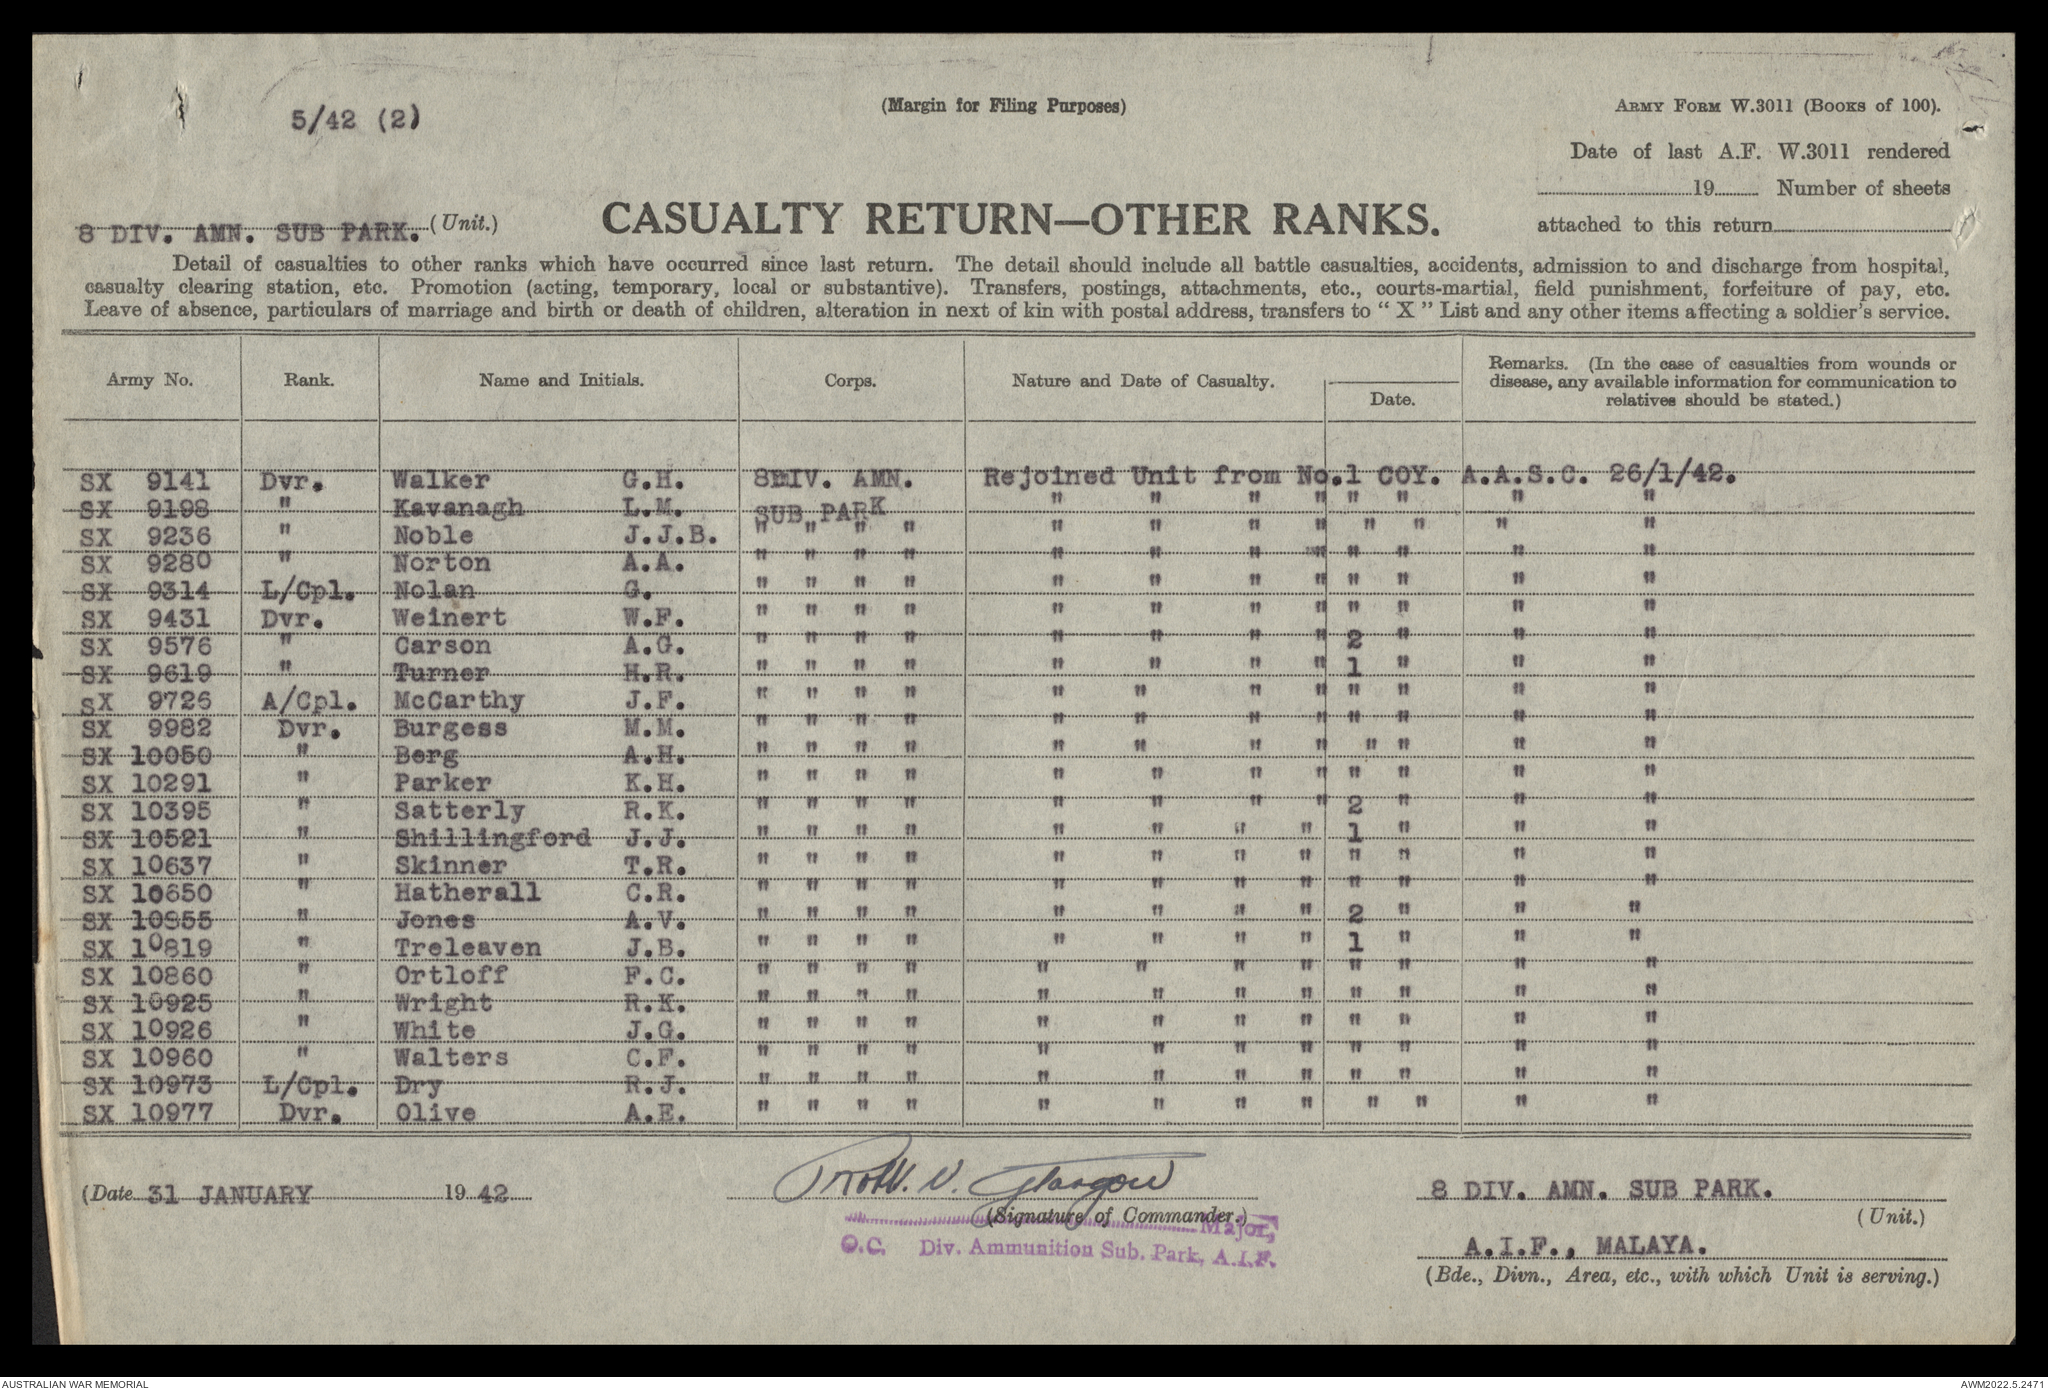 5/42 (2)
(Margin for Filing Purposes)
ARMY FORM W.3011 (BOOKS OF 100).
Date of last A.F. W.3011 rendered
19 Number of sheets
attached to this return
8 DIV. AMN. SUB PARK. (Unit.)
CASUALTY RETURN—OTHER RANKS.
Detail of casualties to other ranks which have occurred since last return. The detail should include all battle casualties, accidents, admission to and discharge from hospital,
casualty clearing station, etc. Promotion (acting, temporary, local or substantive). Transfers, postings, attachments, etc., courts-martial, field punishment, forfeiture of pay, etc.
Leave of absence, particulars of marriage and birth or death of children, alteration in next of kin with postal address, transfers to " X " List and any other items affecting a soldier's service.
Army No. Rank. Name and Initials. Corps. Nature and Date of Casualty. Date. Remarks. (In the case of casualties from wounds or
disease, any available information for communication to
relatives should be stated.)
SX 9141 Dvr. Walker G.H. 8DIV. AMN. Rejoined Unit from No.1 COY. A.A.S.C. 26/1/42.
SX 9198 " Kavanagh L.M. SUB PARK " " " " " " " "
SX 9236 " Noble J.J.B. " " " " " " " " " " " "
SX 9280 " Norton A.A. " " " " " " " " " " " "
SX 9314 L/Cpl. Nolan G. " " " " " " " " " " " "
SX 9431 Dvr. Weinert W.F. " " " " " " " " " " " "
SX 9576 " Carson A.G. " " " " " " " " 2 " " "
SX 9619 " Turner H.R. " " " " " " " " 1 " " "
SX 9726 A/Cpl. McCarthy J.F. " " " " " " " " " " " "
SX 9982 Dvr. Burgess M.M. " " " " " " " " " " " "
SX 10050 " Berg A.H. " " " " " " " " " " " "
SX 10291 " Parker K.H. " " " " " " " " " " " "
SX 10395 " Satterly R.K. " " " " " " " " 2 " " "
SX 10521 " Shillingford J.J. " " " " " " " " 1 " " "
SX 10637 " Skinner T.R. " " " " " " " " " " " "
SX 10650 " Hatherall C.R. " " " " " " " " " " " "
SX 10955 " Jones A.V. " " " " " " " " 2 " " "
SX 10819 " Treleaven J.B. " " " " " " " " 1 " " "
SX 10860 " Ortloff F.C. " " " " " " " " " " " "
SX 10925 " Wright R.K. " " " " " " " " " " " "
SX 10926 " White J.G. " " " " " " " " " " " "
SX 10960 " Walters C.F. " " " " " " " " " " " "
SX 10973 L/Cpl. Dry R.J. " " " " " " " " " " " "
SX 10977 Dvr. Olive A.E. " " " " " " " " " " " "
(Date 31 JANUARY 19 42
V. Glasgow
(Signature of Commander.)
Major,
O.C. Div. Ammunition Sub. Park, A.I.F.
8 DIV. AMN. SUB PARK.
(Unit.)
A.I.F., MALAYA.
(Bde., Divn., Area, etc., with which Unit is serving.)
AUSTRALIAN WAR MEMORIAL
AWM2022.5.2471